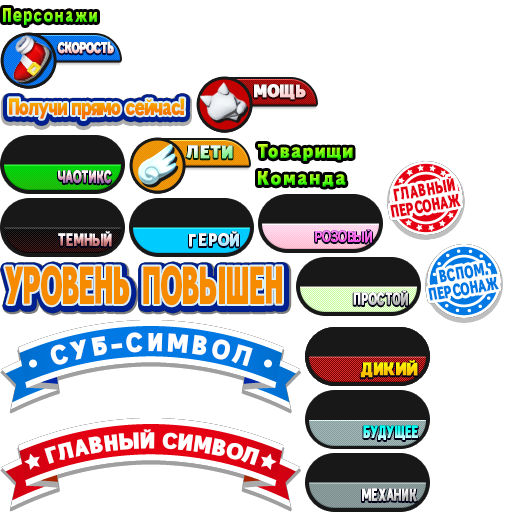 Персонажи
СКОРОСТЬ
МОЩЬ
Получи прямо сейчас!
ЧАОТИКС
ЛЕТИ
Товарищи
Команда
ГЛАВНЫЙ
ПЕРСОНАЖ
ТЕМНЫЙ
ГЕРОЙ
РОЗОВЫЙ
УРОВЕНЬ ПОВЫШЕН
ПРОСТОЙ
ВСПОМ.
ПЕРСОНАЖ
• СУБ-СИМВОЛ •
ДИКИЙ
БУДУЩЕЕ
ГЛАВНЫЙ СИМВОЛ
МЕХАНИК